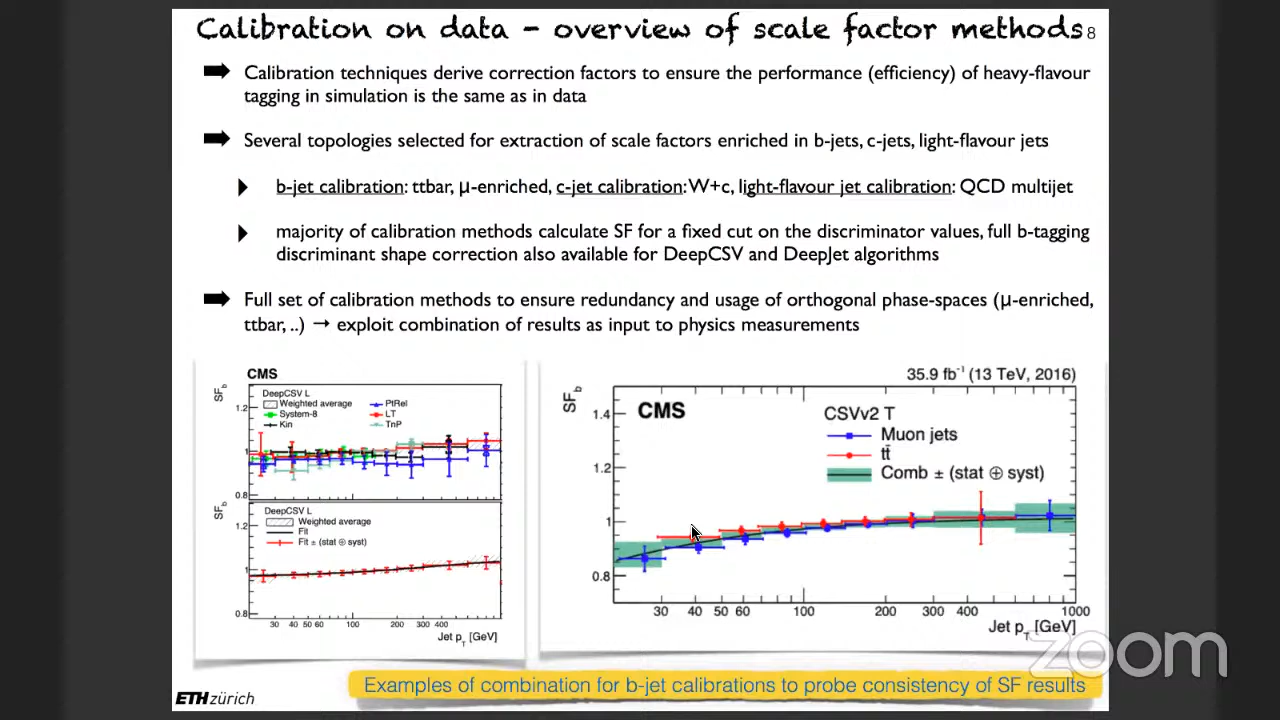 Calibration on data - overview of scale factor methods 8
Calibration techniques derive correction factors to ensure the performance (efficiency) of heavy-flavour
tagging in simulation is the same as in data
Several topologies selected for extraction of scale factors enriched in b-jets, c-jets, light-flavour jets
b-jet calibration: ttbar, μ-enriched, c-jet calibration: W+c, light-flavour jet calibration: QCD multijet
majority of calibration methods calculate SF for a fixed cut on the discriminator values, full b-tagging
discriminant shape correction also available for DeepCSV and DeepJet algorithms
Full set of calibration methods to ensure redundancy and usage of orthogonal phase-spaces (μ-enriched,
ttbar, ..) → exploit combination of results as input to physics measurements
CMS
SFb
DeepCSV L
Weighted average
PtRel
System-8
LT
Kin
TnP
1.2
1
0.8
SFb
DeepCSV L
Weighted average
Fit
Fit ± (stat ⊕ syst)
1.2
1
0.8
30 40 50 60 100 200 300 400
Jet pT [GeV]
35.9 fb-1 (13 TeV, 2016)
SFb
CMS
CSVv2 T
Muon jets
tt̄
Comb ± (stat ⊕ syst)
1.4
1.2
1
0.8
30 40 50 60 100 200 300 400 1000
Jet pT [GeV]
zoom
ETH zürich
Examples of combination for b-jet calibrations to probe consistency of SF results